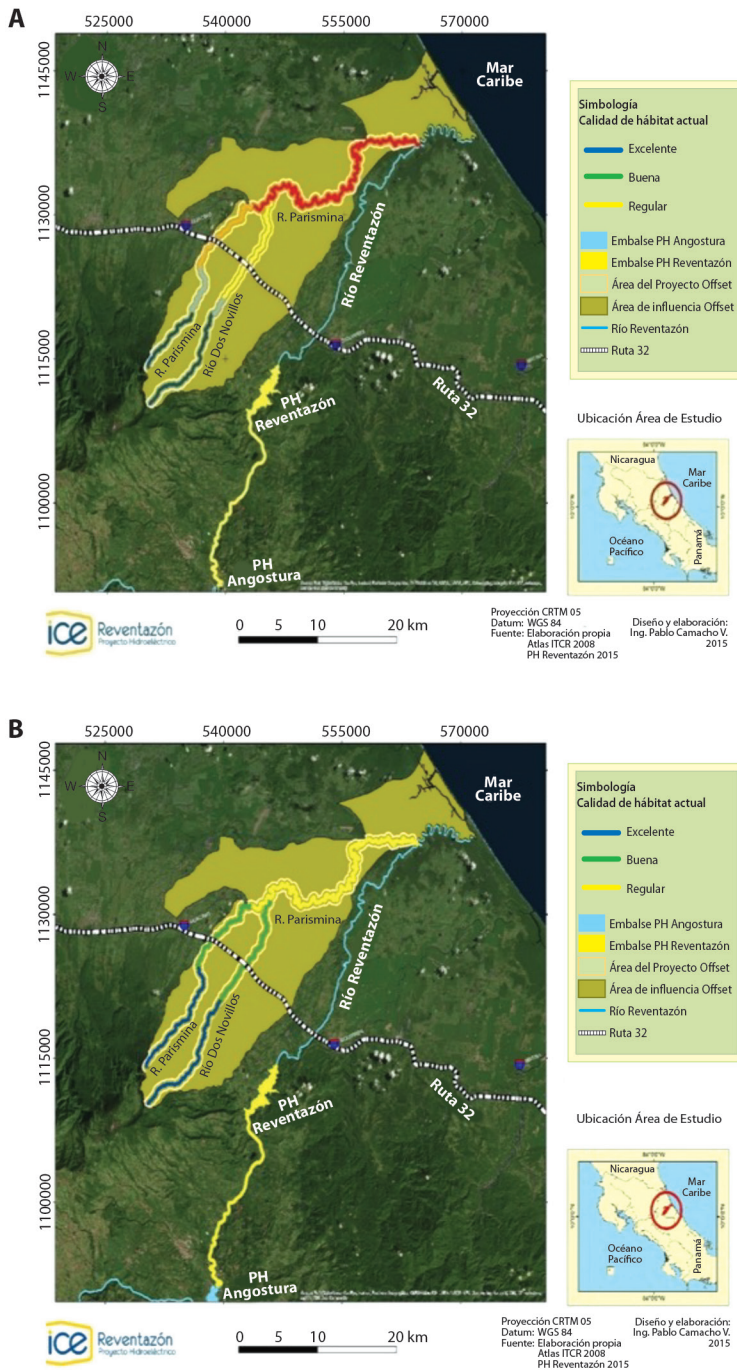 A
525000 540000 555000 570000
1145000
1130000
1115000
1100000
N
W E
S
Mar
Caribe
R. Parismina
Río Reventazón
R. Parismina
Río Dos Novillos
PH
Reventazón
Ruta 32
PH
Angostura
Simbología
Calidad de hábitat actual
Excelente
Buena
Regular
Embalse PH Angostura
Embalse PH Reventazón
Área del Proyecto Offset
Área de influencia Offset
Río Reventazón
Ruta 32
Ubicación Área de Estudio
Nicaragua
Mar
Caribe
Océano
Pacífico
Panamá
ice Reventazón
Proyecto Hidroeléctrico
0 5 10 20 km
Proyección CRTM 05
Datum: WGS 84
Fuente: Elaboración propia
Atlas ITCR 2008
PH Reventazón 2015
Diseño y elaboración:
Ing. Pablo Camacho V.
2015
B
525000 540000 555000 570000
1145000
1130000
1115000
1100000
N
W E
S
Mar
Caribe
R. Parismina
Río Reventazón
R. Parismina
Río Dos Novillos
PH
Reventazón
Ruta 32
PH
Angostura
Simbología
Calidad de hábitat actual
Excelente
Buena
Regular
Embalse PH Angostura
Embalse PH Reventazón
Área del Proyecto Offset
Área de influencia Offset
Río Reventazón
Ruta 32
Ubicación Área de Estudio
Nicaragua
Mar
Caribe
Océano
Pacífico
Panamá
ice Reventazón
Proyecto Hidroeléctrico
0 5 10 20 km
Proyección CRTM 05
Datum: WGS 84
Fuente: Elaboración propia
Atlas ITCR 2008
PH Reventazón 2015
Diseño y elaboración:
Ing. Pablo Camacho V.
2015